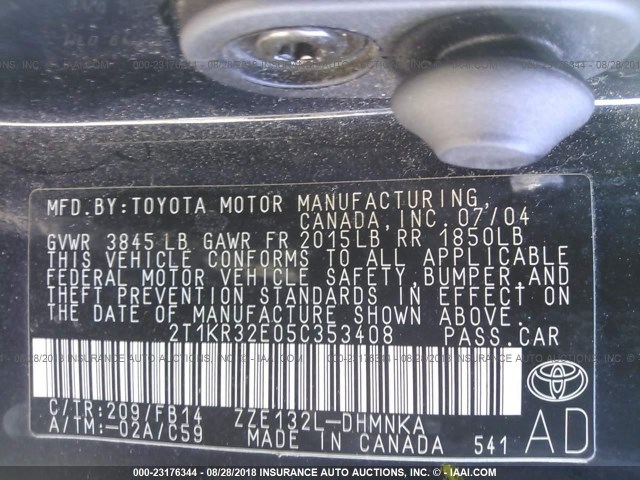 MFD.BY:TOYOTA MOTOR MANUFACTURING,
CANADA,INC. 07/04
GVWR 3845 LB GAWR FR 2015LB RR 1850LB
THIS VEHICLE CONFORMS TO ALL APPLICABLE
FEDERAL MOTOR VEHICLE SAFETY,BUMPER,AND
THEFT PREVENTION STANDARDS IN EFFECT ON
THE DATE OF MANUFACTURE SHOWN ABOVE.
2T1KR32E05C353408 PASS.CAR
C/TR:209/FB14 ZZE132L-DHMNKA
A/TM:-02A/C59 MADE IN CANADA 541 AD
000-23176344 - 08/28/2018 - INSURANCE AUTO AUCTIONS, INC. - © - IAAI.COM